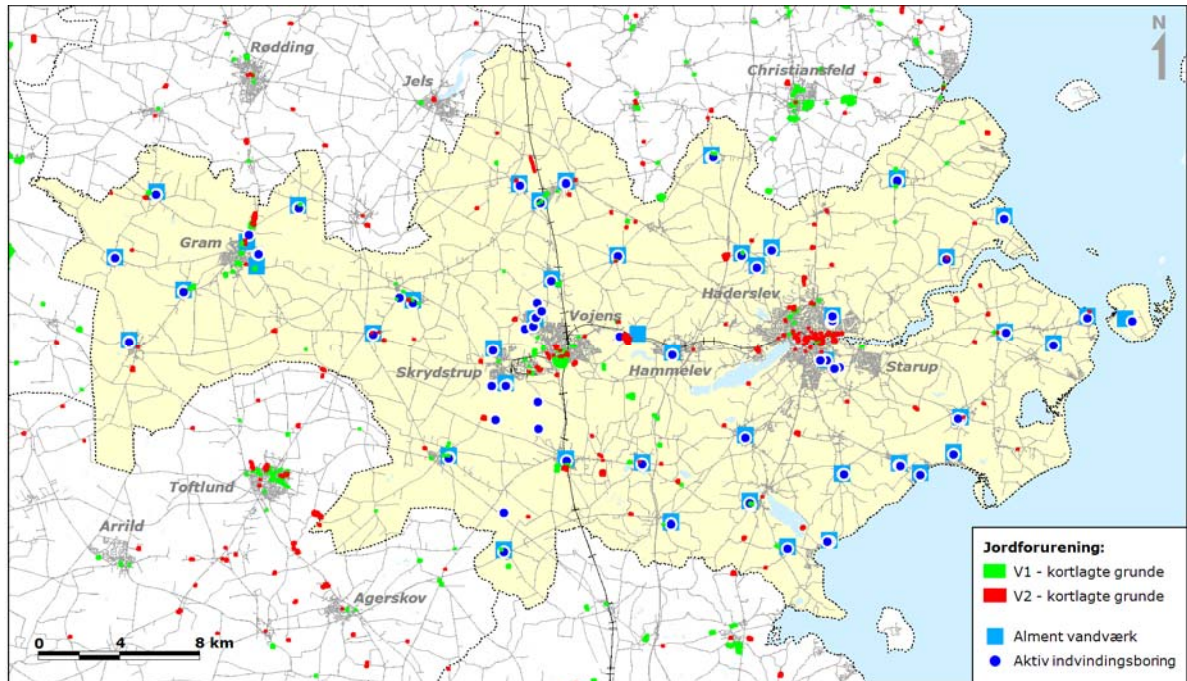 N
Rødding
Jels
Christiansfeld
Gram
Haderslev
Vojens
Skrydstrup
Hammelev
Starup
Toftlund
Arrild
Agerskov
Jordforurening:
V1 - kortlagte grunde
V2 - kortlagte grunde
Alment vandværk
Aktiv indvindingsboring
0 4 8 km